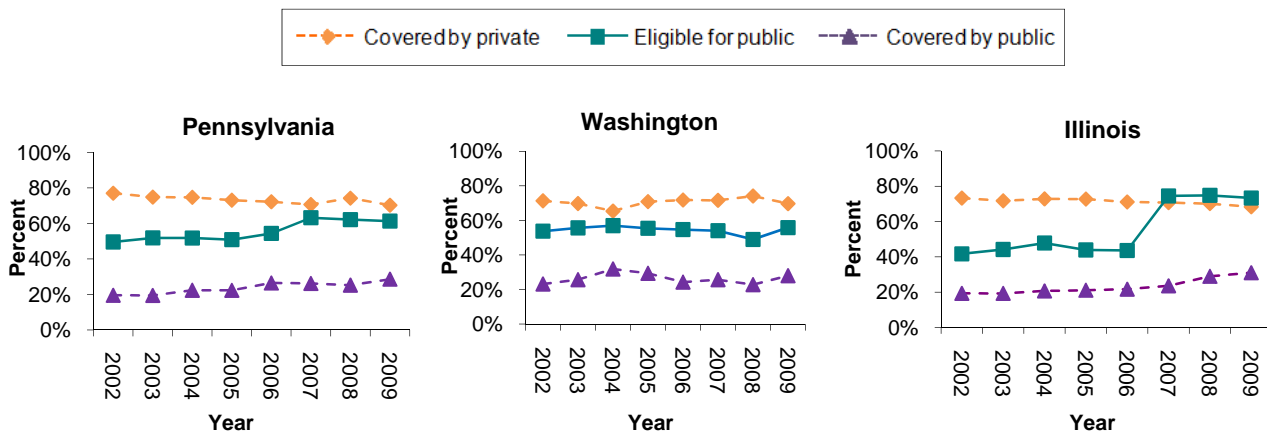 Covered by private Eligible for public Covered by public
Pennsylvania
100%
80%
60%
40%
20%
0%
Percent
2002 2003 2004 2005 2006 2007 2008 2009
Year
Washington
100%
80%
60%
40%
20%
0%
Percent
2002 2003 2004 2005 2006 2007 2008 2009
Year
Illinois
100%
80%
60%
40%
20%
0%
Percent
2002 2003 2004 2005 2006 2007 2008 2009
Year